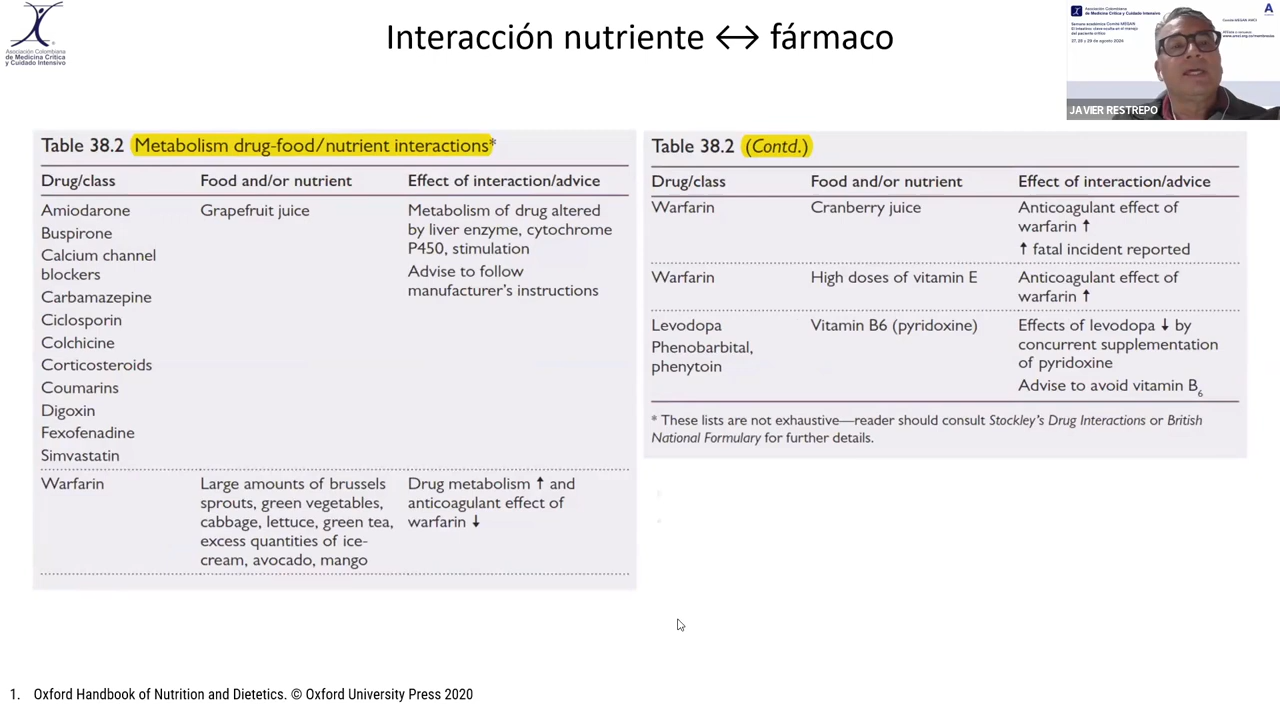 Asociación Colombiana
de Medicina Crítica
y Cuidado Intensivo
Interacción nutriente ↔ fármaco
Asociación Colombiana
de Medicina Crítica y Cuidado Intensivo
JAVIER RESTREPO
Table 38.2 Metabolism drug-food/nutrient interactions*
Drug/class Food and/or nutrient Effect of interaction/advice
Amiodarone Grapefruit juice Metabolism of drug altered
Buspirone by liver enzyme, cytochrome
Calcium channel P450, stimulation
blockers Advise to follow
Carbamazepine manufacturer's instructions
Ciclosporin
Colchicine
Corticosteroids
Coumarins
Digoxin
Fexofenadine
Simvastatin
Warfarin Large amounts of brussels Drug metabolism ↑ and
sprouts, green vegetables, anticoagulant effect of
cabbage, lettuce, green tea, warfarin ↓
excess quantities of ice-
cream, avocado, mango
Table 38.2 (Contd.)
Drug/class Food and/or nutrient Effect of interaction/advice
Warfarin Cranberry juice Anticoagulant effect of
warfarin ↑
↑ fatal incident reported
Warfarin High doses of vitamin E Anticoagulant effect of
warfarin ↑
Levodopa Vitamin B6 (pyridoxine) Effects of levodopa ↓ by
Phenobarbital, concurrent supplementation
phenytoin of pyridoxine
Advise to avoid vitamin B6
* These lists are not exhaustive—reader should consult Stockley's Drug Interactions or British
National Formulary for further details.
1. Oxford Handbook of Nutrition and Dietetics. © Oxford University Press 2020